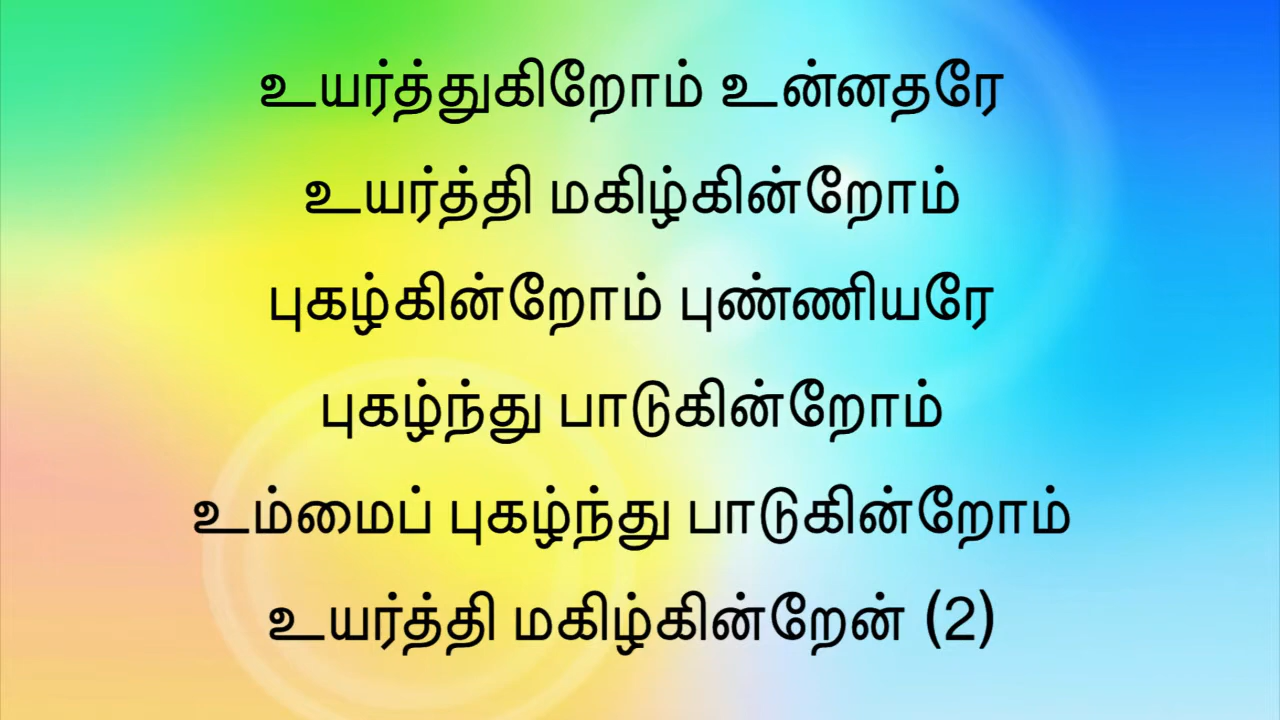 உயர்த்துகிறோம் உன்னதரே
உயர்த்தி மகிழ்கின்றோம்
புகழ்கின்றோம் புண்ணியரே
புகழ்ந்து பாடுகின்றோம்
உம்மைப் புகழ்ந்து பாடுகின்றோம்
உயர்த்தி மகிழ்கின்றேன் (2)